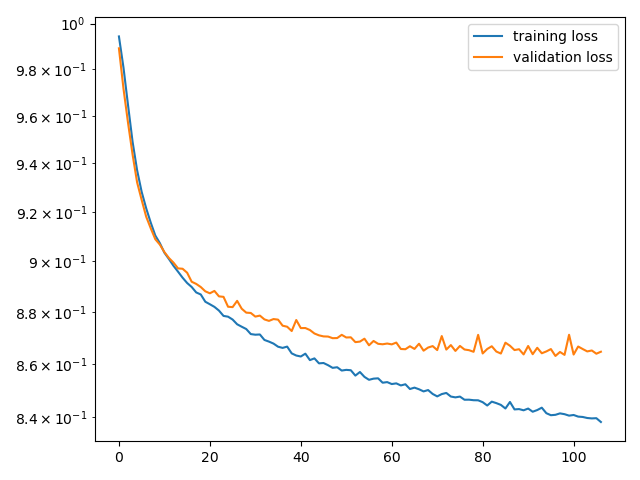 10⁰
9.8 × 10⁻¹
9.6 × 10⁻¹
9.4 × 10⁻¹
9.2 × 10⁻¹
9 × 10⁻¹
8.8 × 10⁻¹
8.6 × 10⁻¹
8.4 × 10⁻¹
training loss
validation loss
0 20 40 60 80 100